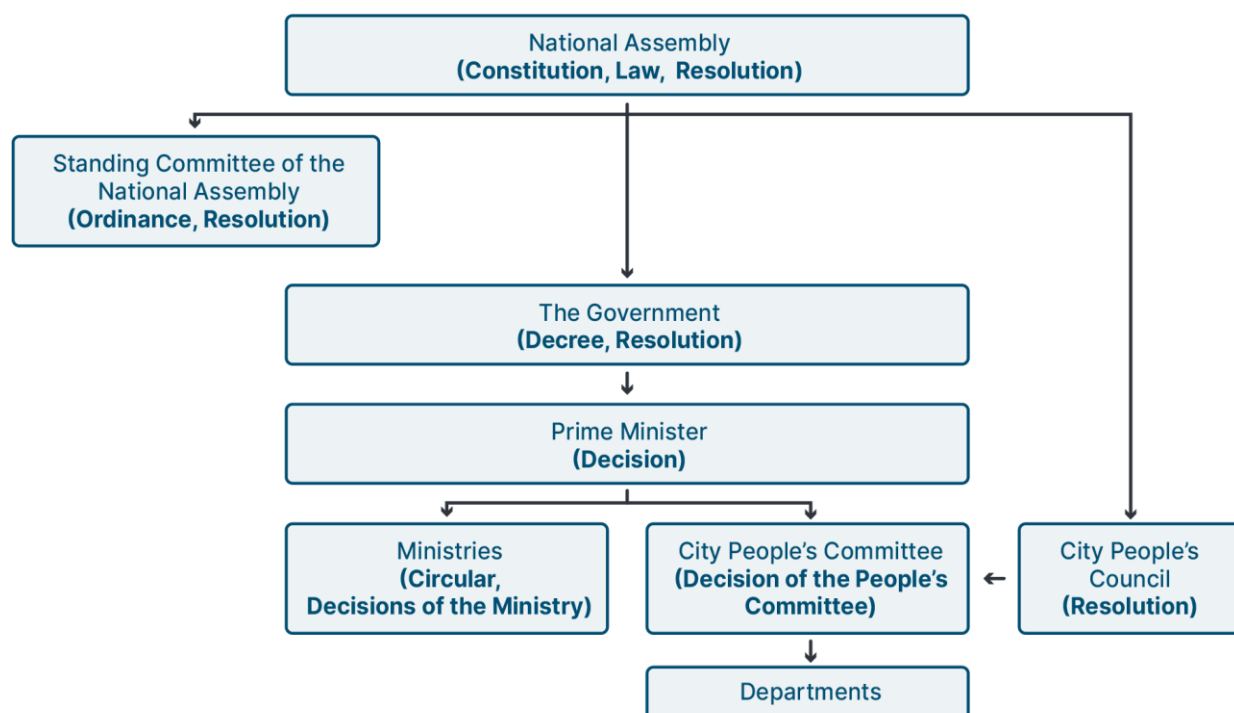 National Assembly
(Constitution, Law, Resolution)
Standing Committee of the
National Assembly
(Ordinance, Resolution)
The Government
(Decree, Resolution)
Prime Minister
(Decision)
Ministries
(Circular,
Decisions of the Ministry)
City People’s Committee
(Decision of the People’s
Committee)
City People’s
Council
(Resolution)
Departments